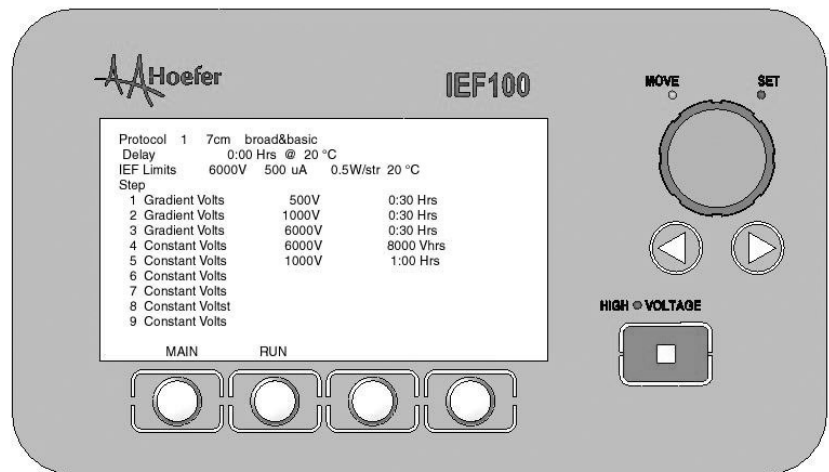 Hoefer
IEF100
MOVE SET
Protocol 1 7cm broad&basic
Delay 0:00 Hrs @ 20 °C
IEF Limits 6000V 500 uA 0.5W/str 20 °C
Step
1 Gradient Volts 500V 0:30 Hrs
2 Gradient Volts 1000V 0:30 Hrs
3 Gradient Volts 6000V 0:30 Hrs
4 Constant Volts 6000V 8000 Vhrs
5 Constant Volts 1000V 1:00 Hrs
6 Constant Volts
7 Constant Volts
8 Constant Voltst
9 Constant Volts
MAIN RUN
HIGH VOLTAGE